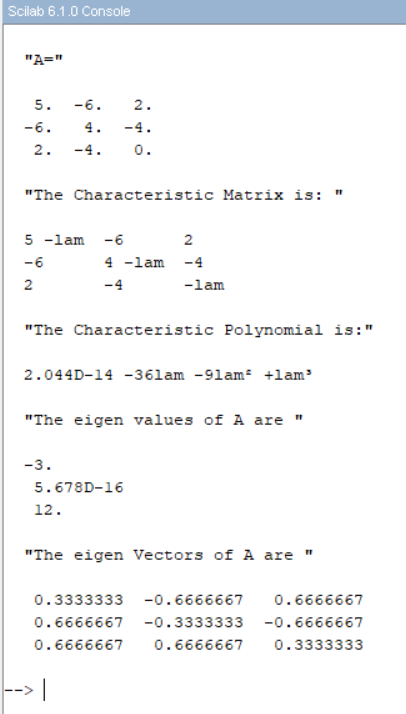 Scilab 6.1.0 Console
"A="
5. -6. 2.
-6. 4. -4.
2. -4. 0.
"The Characteristic Matrix is: "
5 -lam -6 2
-6 4 -lam -4
2 -4 -lam
"The Characteristic Polynomial is:"
2.044D-14 -36lam -9lam² +lam³
"The eigen values of A are "
-3.
5.678D-16
12.
"The eigen Vectors of A are "
0.3333333 -0.6666667 0.6666667
0.6666667 -0.3333333 -0.6666667
0.6666667 0.6666667 0.3333333
-->